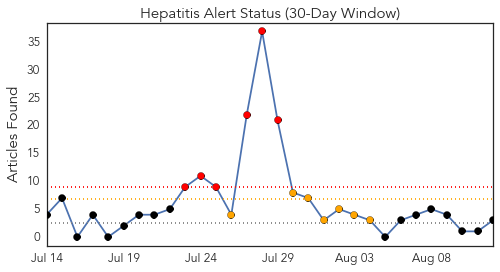 Hepatitis Alert Status (30-Day Window)
Articles Found
35
30
25
20
15
10
5
0
Jul 14 Jul 19 Jul 24 Jul 29 Aug 03 Aug 08